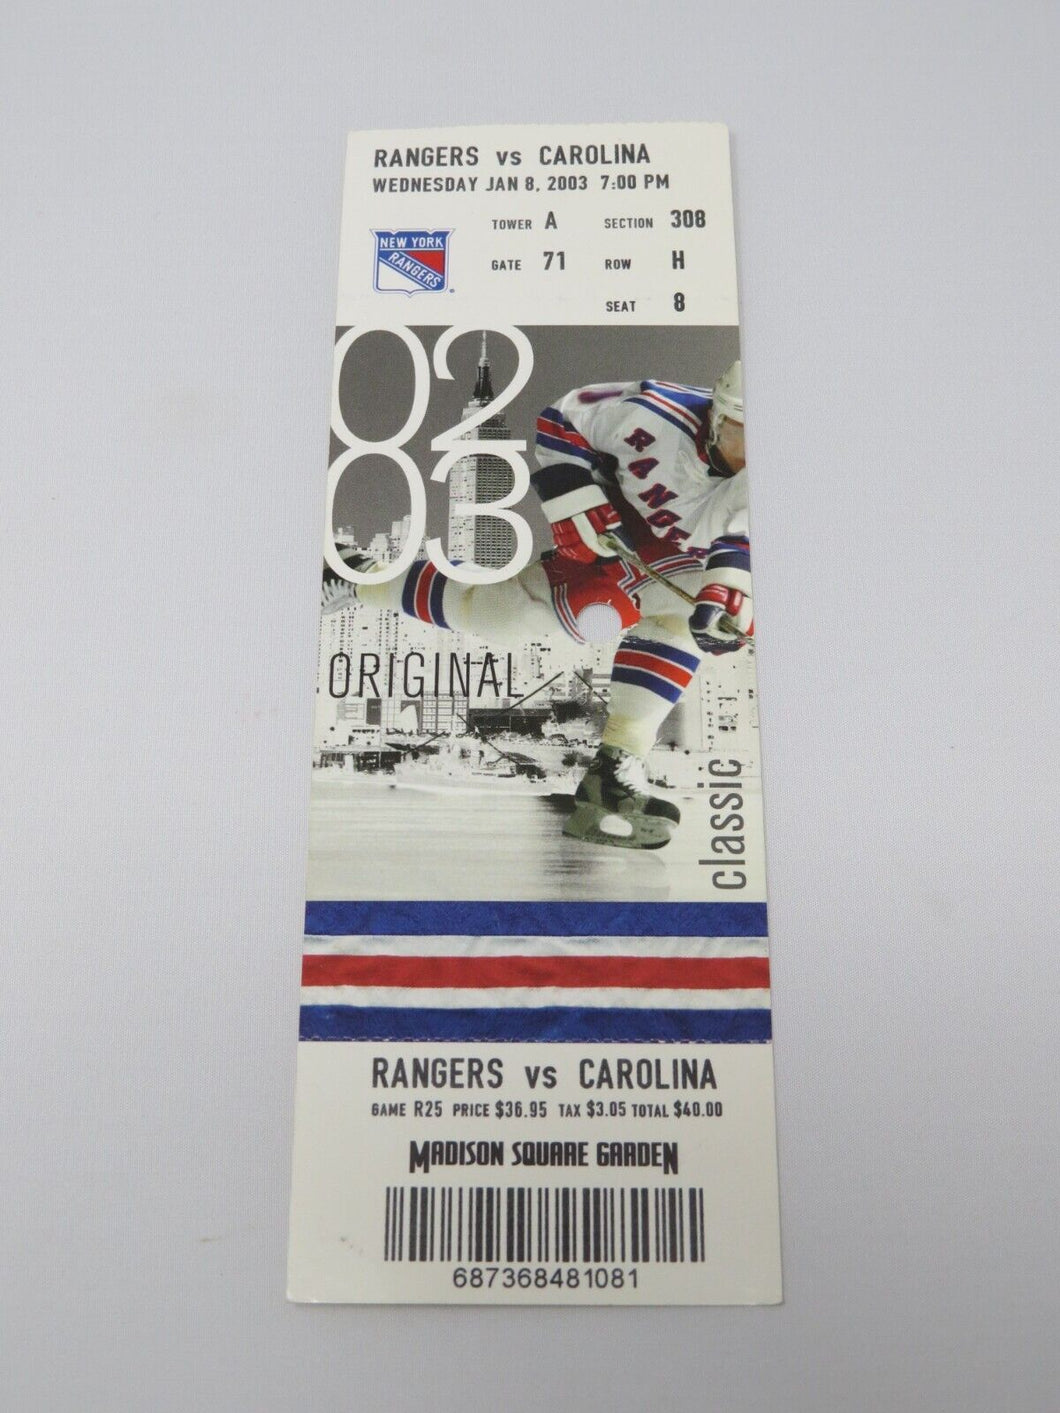 RANGERS vs CAROLINA
WEDNESDAY JAN 8, 2003 7:00 PM
TOWER A SECTION 308
NEW YORK
RANGERS
GATE 71 ROW H
SEAT 8
02
03
RANGERS
ORIGINAL
classic
RANGERS vs CAROLINA
GAME R25 PRICE $36.95 TAX $3.05 TOTAL $40.00
MADISON SQUARE GARDEN
687368481081